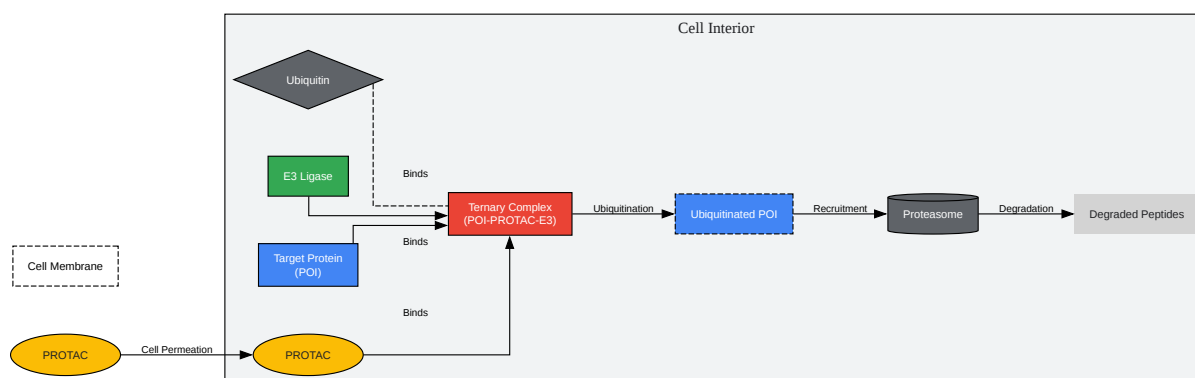 Cell Interior
Ubiquitin
E3 Ligase
Binds
Ternary Complex
(POI-PROTAC-E3)
Ubiquitination
Ubiquitinated POI
Recruitment
Proteasome
Degradation
Degraded Peptides
Binds
Target Protein
(POI)
Cell Membrane
Binds
PROTAC
Cell Permeation
PROTAC